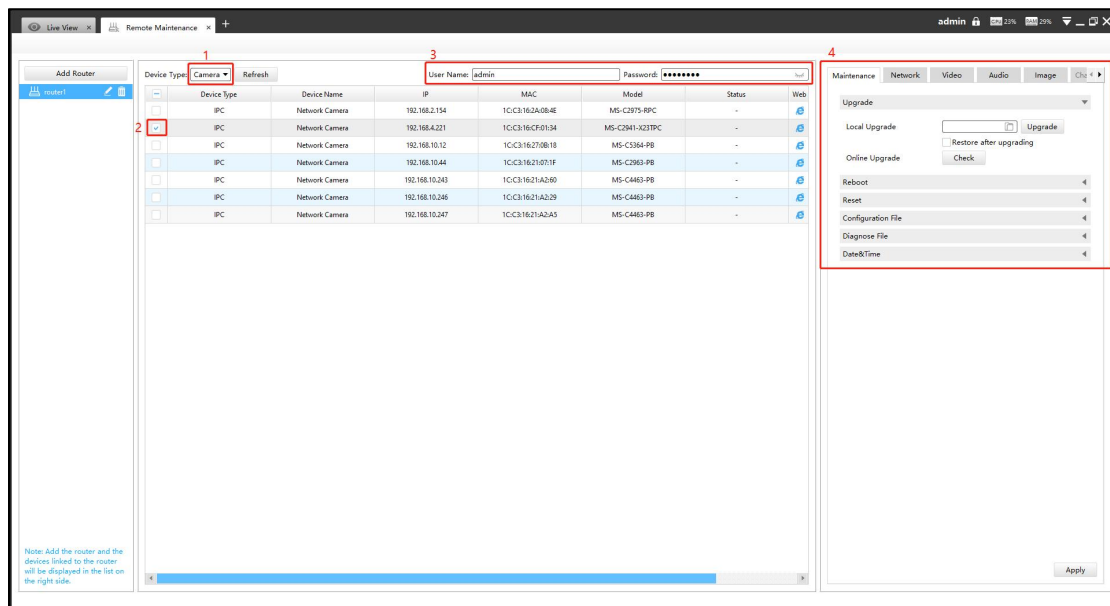 Live View × Remote Maintenance × + admin CPU 23% RAM 29%
1 3 4
Add Router Device Type: Camera Refresh User Name: admin Password: ●●●●●●●● Maintenance Network Video Audio Image
router1 Device Type Device Name IP MAC Model Status Web
Upgrade
IPC Network Camera 192.168.2.154 1C:C3:16:2A:08:4E MS-C2975-RPC -
2 IPC Network Camera 192.168.4.221 1C:C3:16:CF:01:34 MS-C2941-X23TPC - Local Upgrade Upgrade
IPC Network Camera 192.168.10.12 1C:C3:16:27:0B:18 MS-C5364-PB - Restore after upgrading
IPC Network Camera 192.168.10.44 1C:C3:16:21:07:1F MS-C2963-PB - Online Upgrade Check
IPC Network Camera 192.168.10.243 1C:C3:16:21:A2:60 MS-C4463-PB - Reboot
IPC Network Camera 192.168.10.246 1C:C3:16:21:A2:29 MS-C4463-PB - Reset
IPC Network Camera 192.168.10.247 1C:C3:16:21:A2:A5 MS-C4463-PB - Configuration File
Diagnose File
Date&Time
Note: Add the router and the
devices linked to the router
will be displayed in the list on
the right side.
Apply